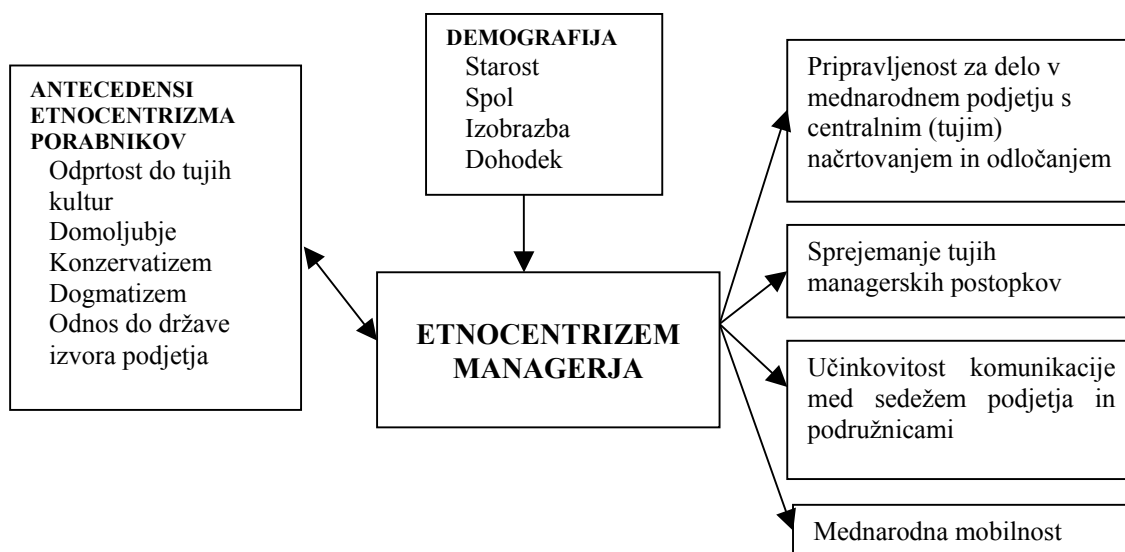 ANTECEDENSI
ETNOCENTRIZMA
PORABNIKOV
Odprtost do tujih
kultur
Domoljubje
Konzervatizem
Dogmatizem
Odnos do države
izvora podjetja
DEMOGRAFIJA
Starost
Spol
Izobrazba
Dohodek
ETNOCENTRIZEM
MANAGERJA
Pripravljenost za delo v
mednarodnem podjetju s
centralnim (tujim)
načrtovanjem in odločanjem
Sprejemanje tujih
managerskih postopkov
Učinkovitost komunikacije
med sedežem podjetja in
podružnicami
Mednarodna mobilnost